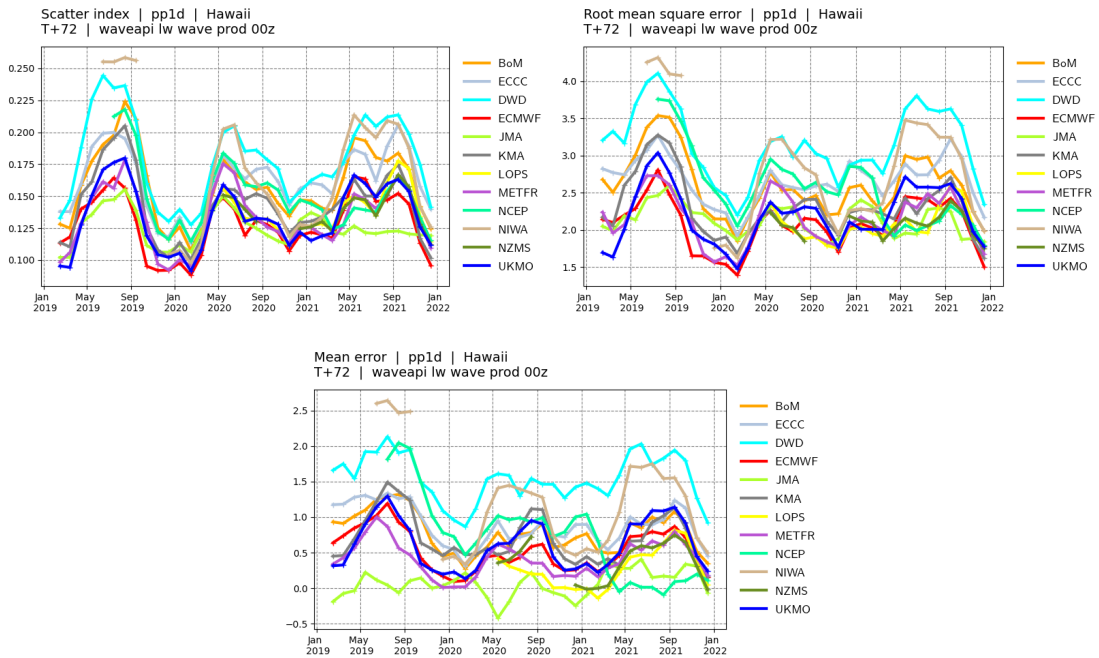 Scatter index | pp1d | Hawaii
T+72 | waveapi lw wave prod 00z
0.250
0.225
0.200
0.175
0.150
0.125
0.100
Jan 2019 May 2019 Sep 2019 Jan 2020 May 2020 Sep 2020 Jan 2021 May 2021 Sep 2021 Jan 2022
BoM
ECCC
DWD
ECMWF
JMA
KMA
LOPS
METFR
NCEP
NIWA
NZMS
UKMO
Root mean square error | pp1d | Hawaii
T+72 | waveapi lw wave prod 00z
4.0
3.5
3.0
2.5
2.0
1.5
Jan 2019 May 2019 Sep 2019 Jan 2020 May 2020 Sep 2020 Jan 2021 May 2021 Sep 2021 Jan 2022
BoM
ECCC
DWD
ECMWF
JMA
KMA
LOPS
METFR
NCEP
NIWA
NZMS
UKMO
Mean error | pp1d | Hawaii
T+72 | waveapi lw wave prod 00z
2.5
2.0
1.5
1.0
0.5
0.0
−0.5
Jan 2019 May 2019 Sep 2019 Jan 2020 May 2020 Sep 2020 Jan 2021 May 2021 Sep 2021 Jan 2022
BoM
ECCC
DWD
ECMWF
JMA
KMA
LOPS
METFR
NCEP
NIWA
NZMS
UKMO